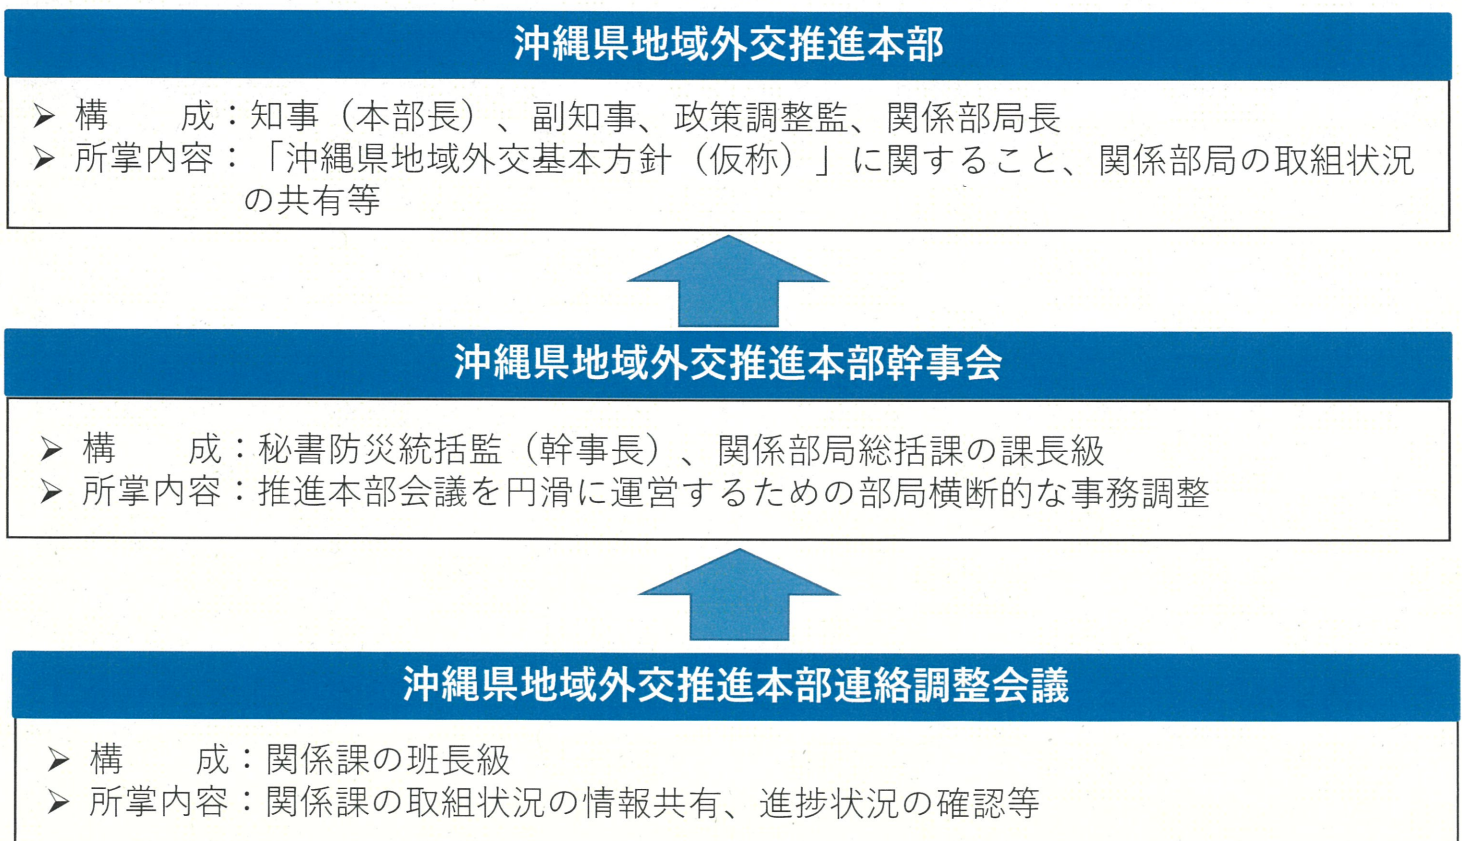 沖縄県地域外交推進本部
➢ 構　　成：知事（本部長）、副知事、政策調整監、関係部局長
➢ 所掌内容：「沖縄県地域外交基本方針（仮称）」に関すること、関係部局の取組状況
の共有等
沖縄県地域外交推進本部幹事会
➢ 構　　成：秘書防災統括監（幹事長）、関係部局総括課の課長級
➢ 所掌内容：推進本部会議を円滑に運営するための部局横断的な事務調整
沖縄県地域外交推進本部連絡調整会議
➢ 構　　成：関係課の班長級
➢ 所掌内容：関係課の取組状況の情報共有、進捗状況の確認等